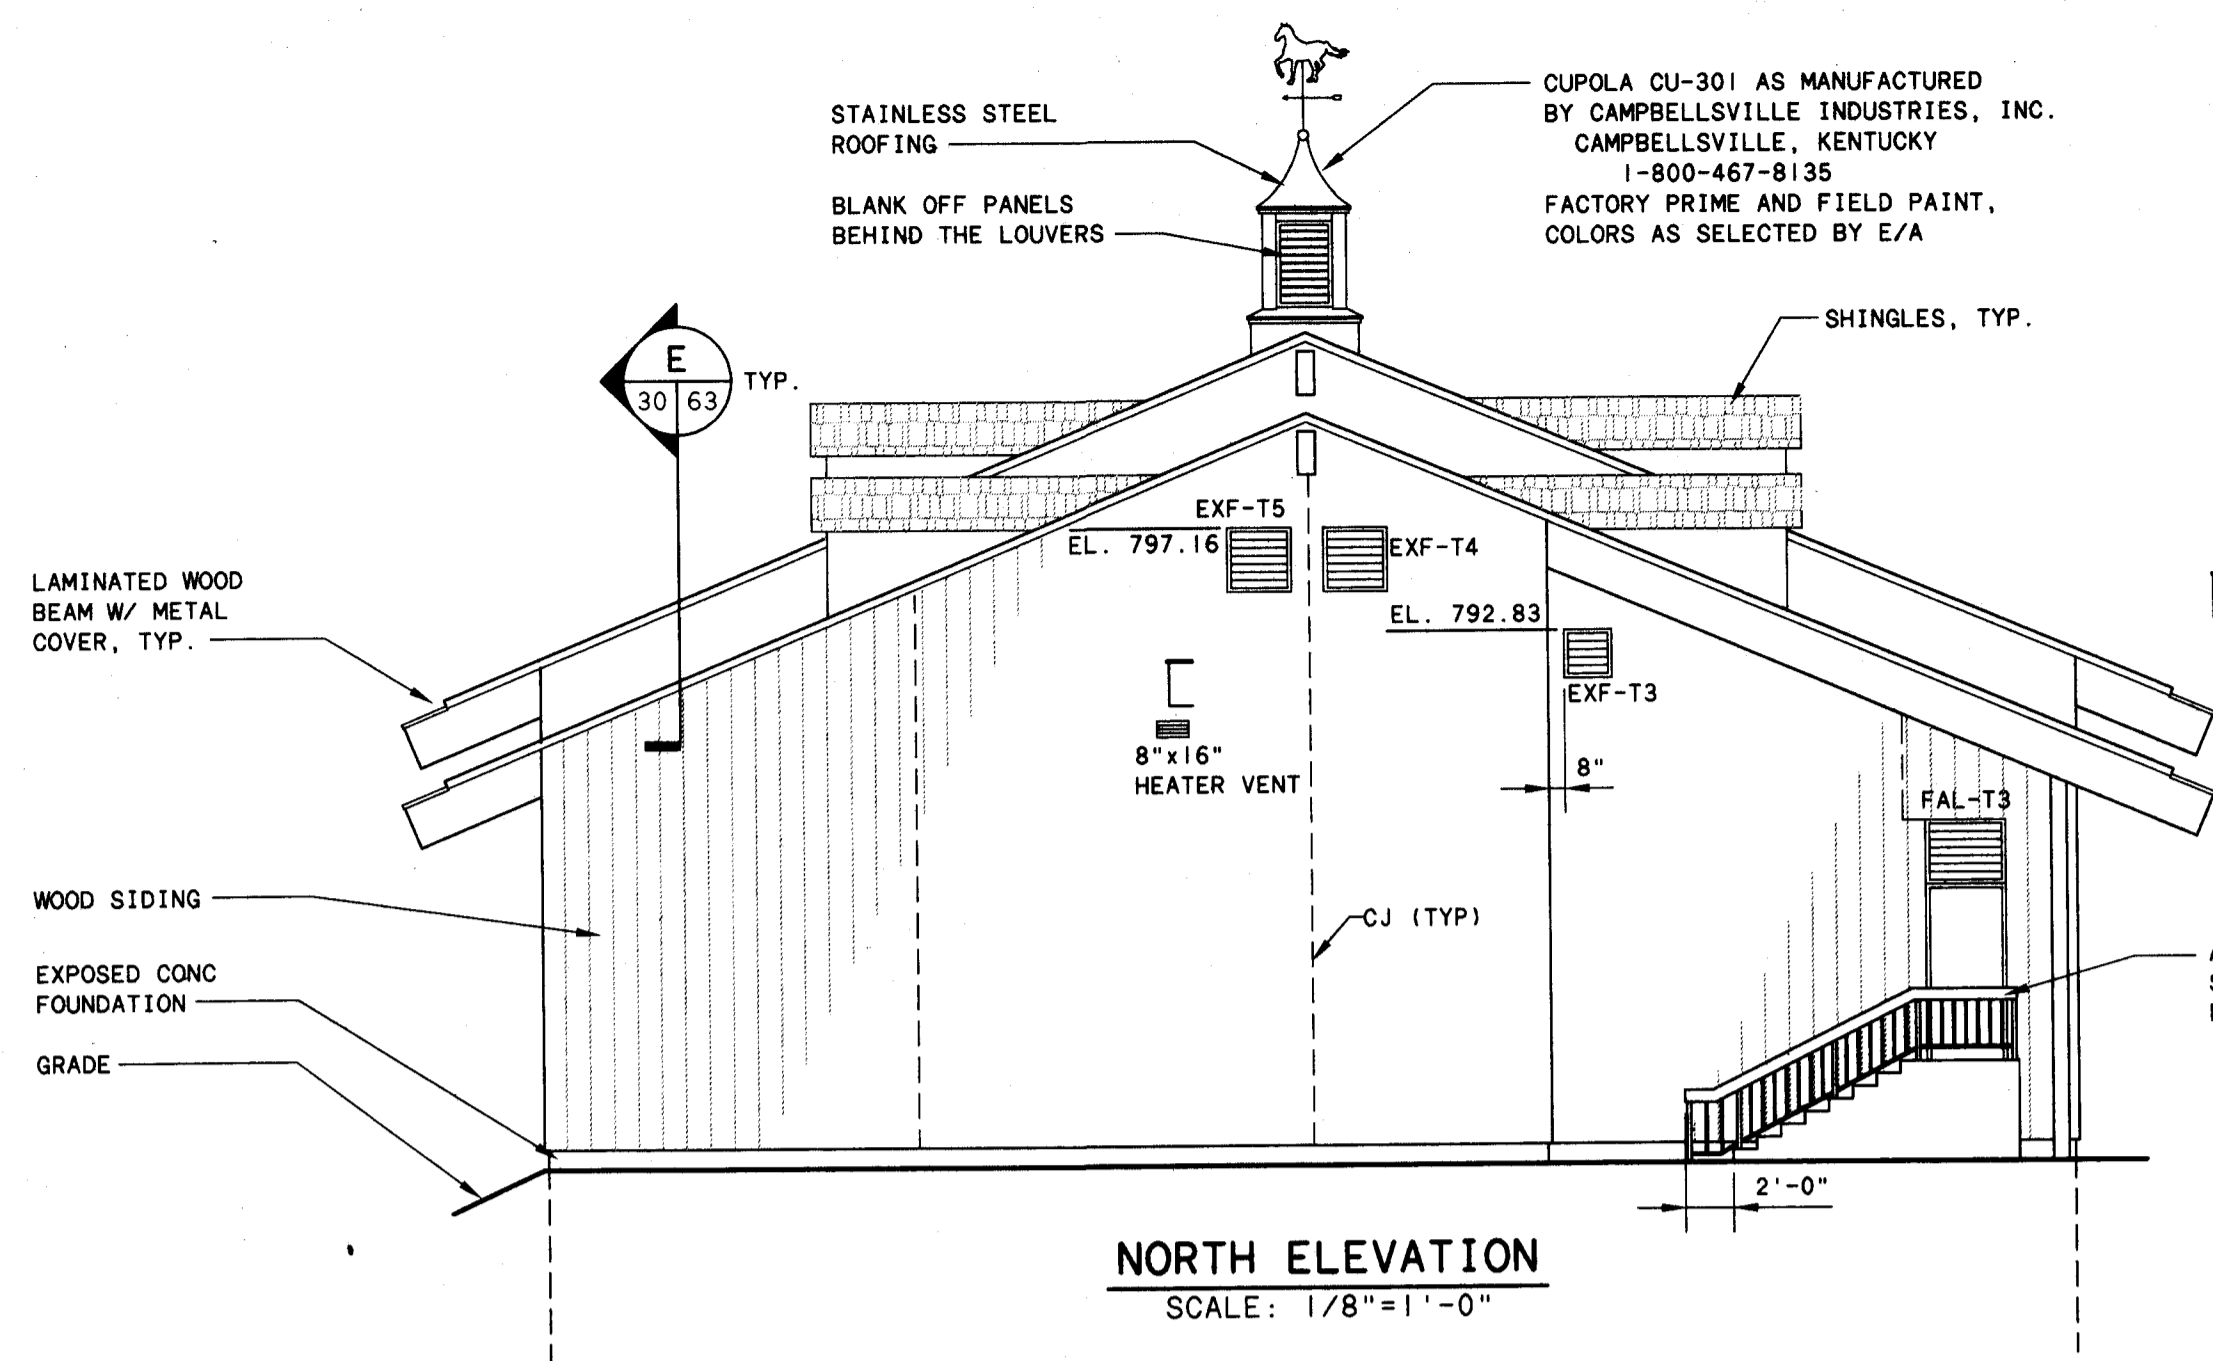 STAINLESS STEEL
ROOFING
BLANK OFF PANELS
BEHIND THE LOUVERS
CUPOLA CU-301 AS MANUFACTURED
BY CAMPBELLSVILLE INDUSTRIES, INC.
CAMPBELLSVILLE, KENTUCKY
1-800-467-8135
FACTORY PRIME AND FIELD PAINT,
COLORS AS SELECTED BY E/A
SHINGLES, TYP.
E
30 63
TYP.
EXF-T5
EL. 797.16
EXF-T4
EL. 792.83
EXF-T3
LAMINATED WOOD
BEAM W/ METAL
COVER, TYP.
8"x16"
HEATER VENT
8"
FAL-T3
WOOD SIDING
CJ (TYP)
EXPOSED CONC
FOUNDATION
GRADE
2'-0"
NORTH ELEVATION
SCALE: 1/8"=1'-0"